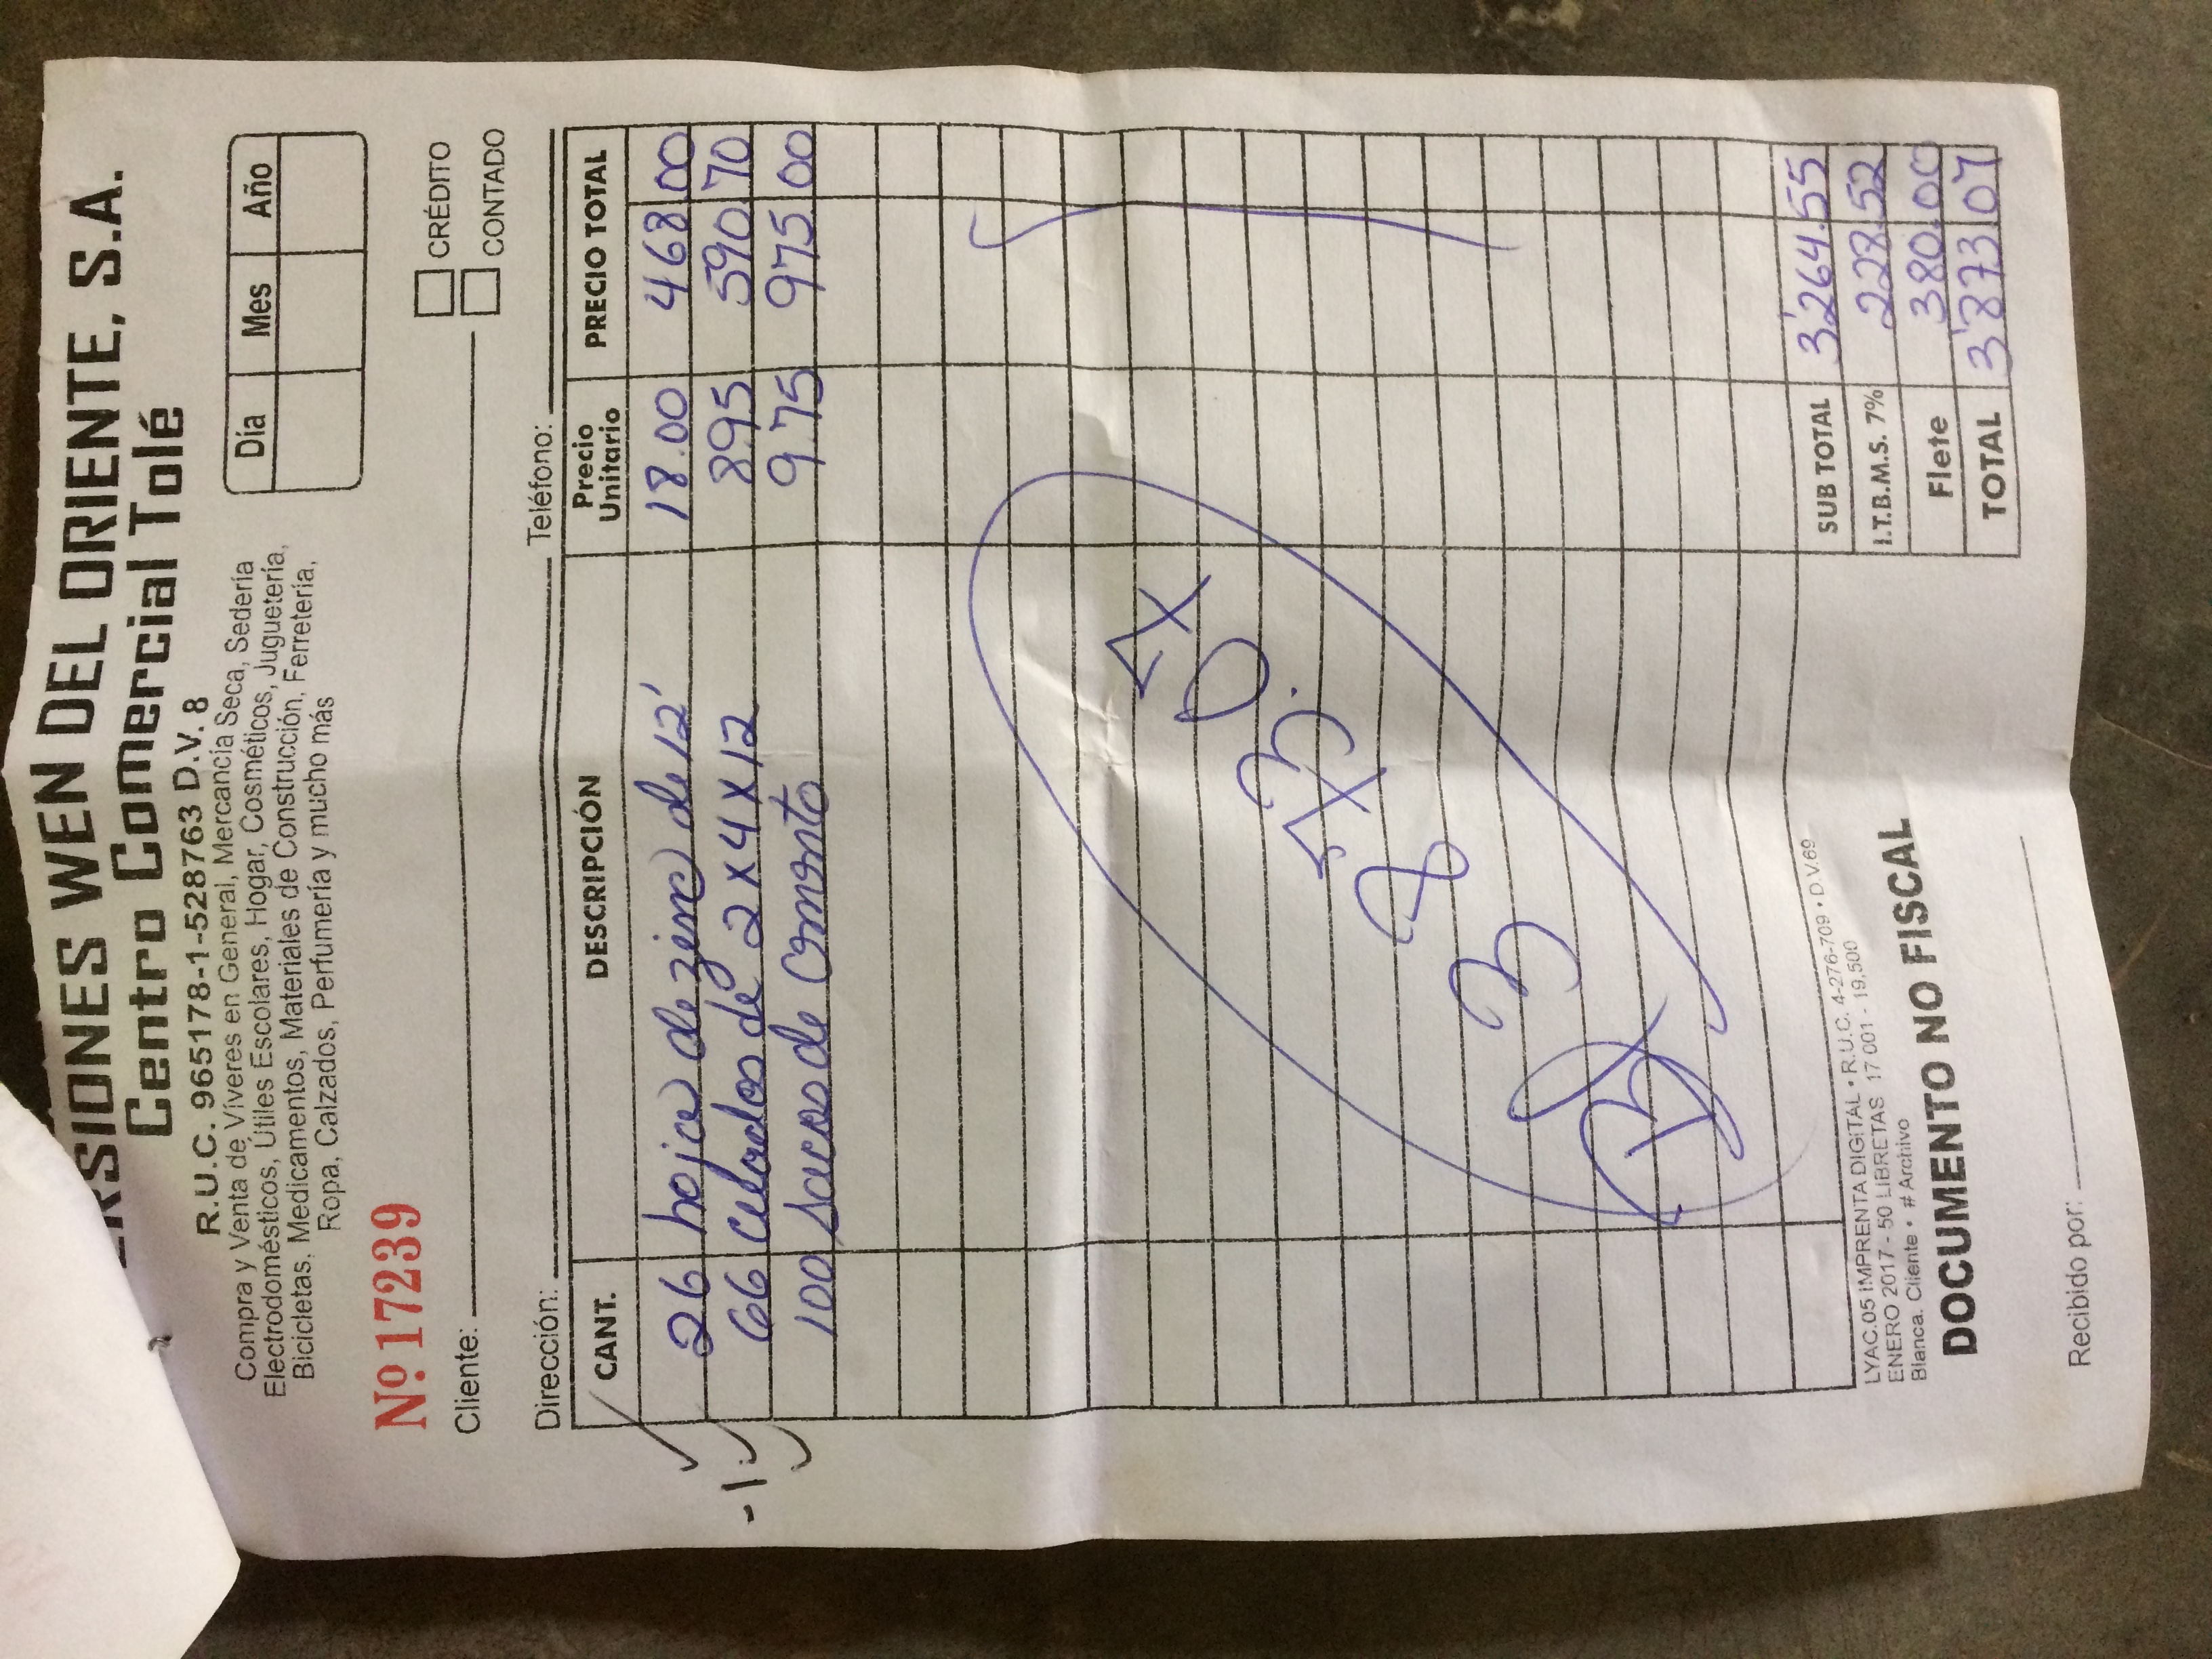 ERSIONES WEN DEL ORIENTE, S.A.
Centro Comercial Tolé
R.U.C. 965178-1-528763 D.V. 8
Compra y Venta de Víveres en General, Mercancia Seca, Sedería
Electrodomésticos, Útiles Escolares, Hogar, Cosméticos, Juguetería,
Bicicletas. Medicamentos, Materiales de Construcción, Ferretería,
Ropa, Calzados, Perfumería y mucho más
Día Mes Año
Nº 17239
CRÉDITO
Cliente: CONTADO
Dirección: Teléfono:
CANT. DESCRIPCIÓN Precio Unitario PRECIO TOTAL
26 hojas de zinc de 12' 18.00 468 00
-1 66 Celorados de 2 x 4 x 12 8.95 590 70
100 Sacos de Cemento 9.75 975 00
SUB TOTAL 3'264.55
I.T.B.M.S. 7% 228.52
Flete 380.00
TOTAL 3'873 07
LYAC.05 IMPRENTA DIGITAL • R.U.C. 4-276-709 • D.V.69
ENERO 2017 - 50 LIBRETAS 17 001 - 19,500
Blanca. Cliente • # Archivo
DOCUMENTO NO FISCAL
Recibido por: